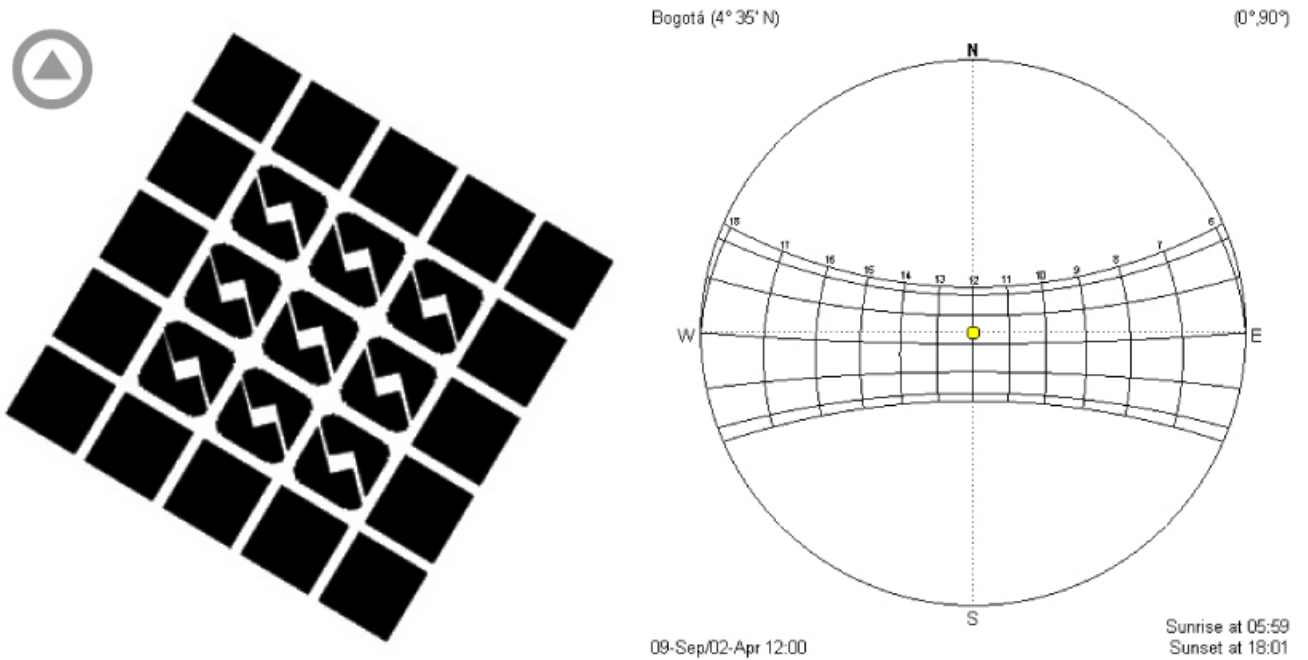 Bogotá (4° 35' N)
(0°,90°)
N
18
17
16
15
14
13
12
11
10
9
8
7
6
W
E
S
09-Sep/02-Apr 12:00
Sunrise at 05:59
Sunset at 18:01